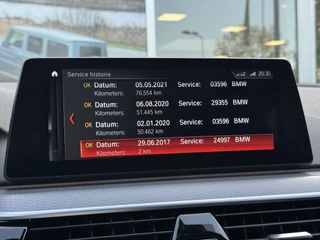 20:30
Service historie
OK Datum: 05.05.2021 Service: 03596 BMW
Kilometers: 76.554 km
OK Datum: 06.08.2020 Service: 29355 BMW
Kilometers: 51.445 km
OK Datum: 02.01.2020 Service: 03596 BMW
Kilometers: 50.462 km
OK Datum: 29.06.2017 Service: 24997 BMW
Kilometers: 2 km